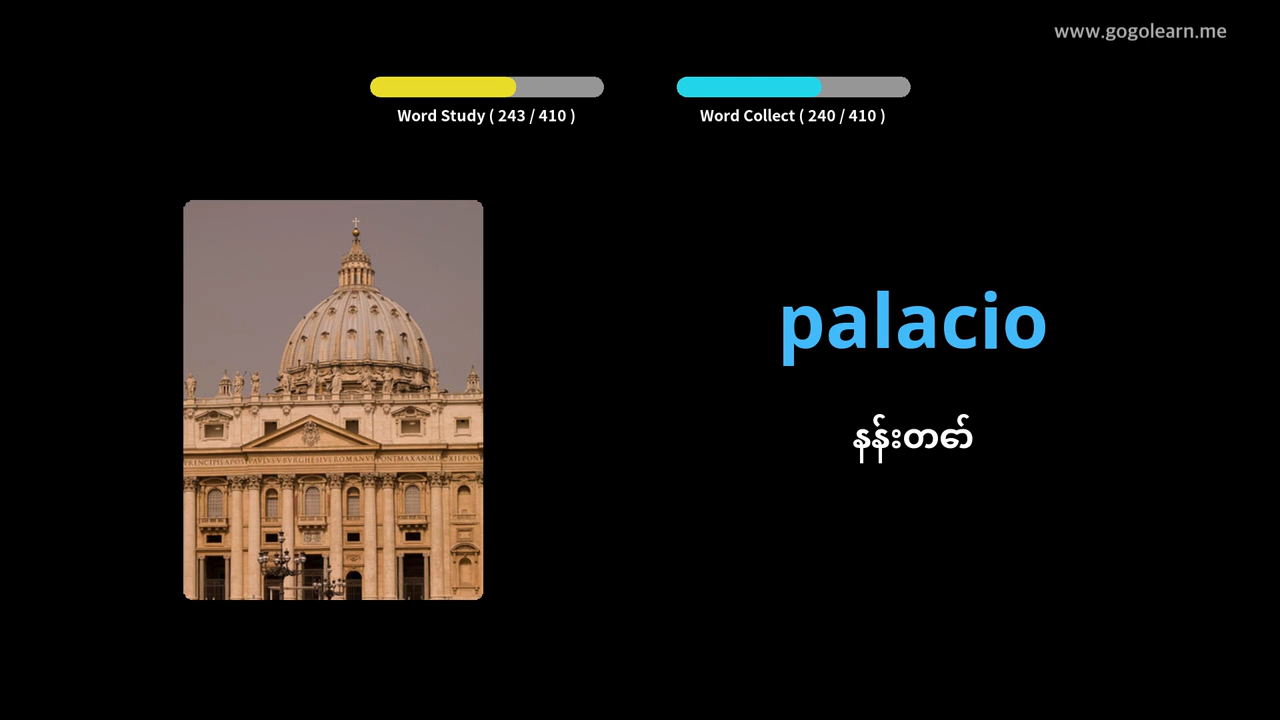 www.gogolearn.me
Word Study ( 243 / 410 )
Word Collect ( 240 / 410 )
palacio
နန်းတော်